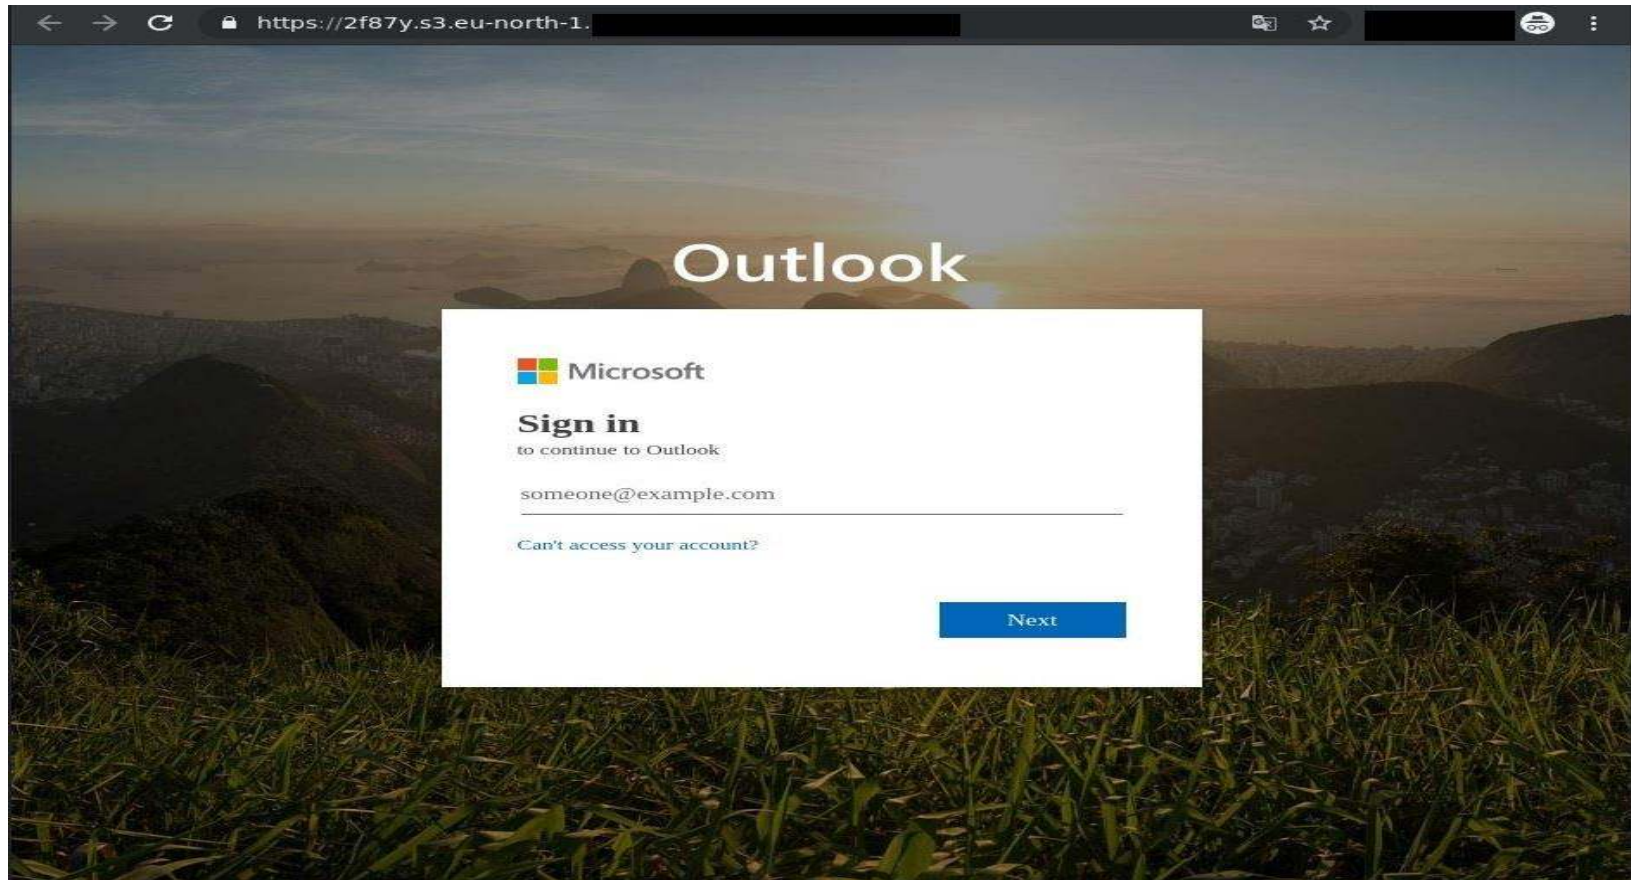 https://2f87y.s3.eu-north-1.
Outlook
Microsoft
Sign in
to continue to Outlook
someone@example.com
Can't access your account?
Next